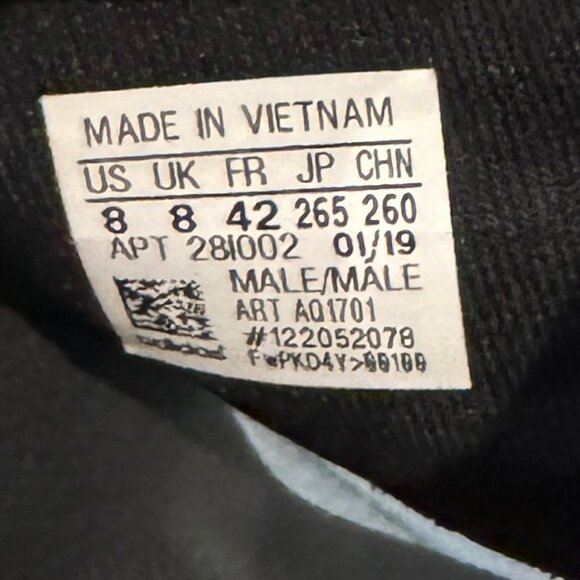 MADE IN VIETNAM
US UK FR JP CHN
8 8 42 265 260
APT 28I002 01/19
MALE/MALE
ART AQ1701
#122052078